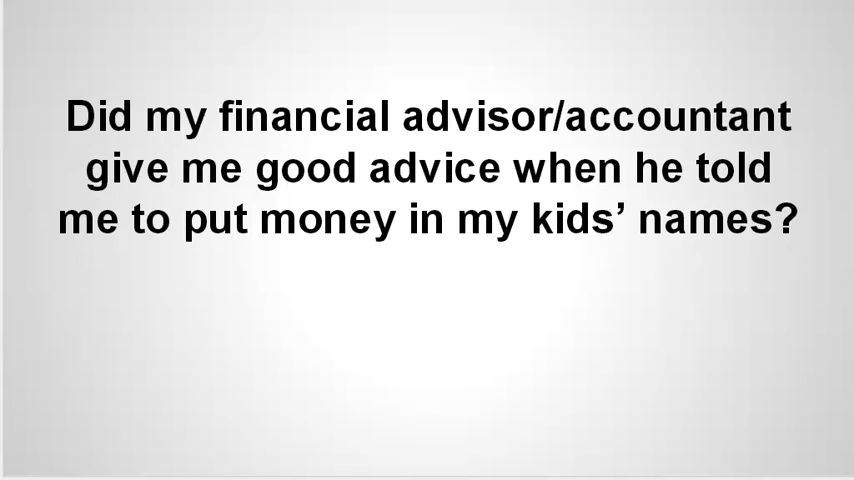 Did my financial advisor/accountant
give me good advice when he told
me to put money in my kids’ names?